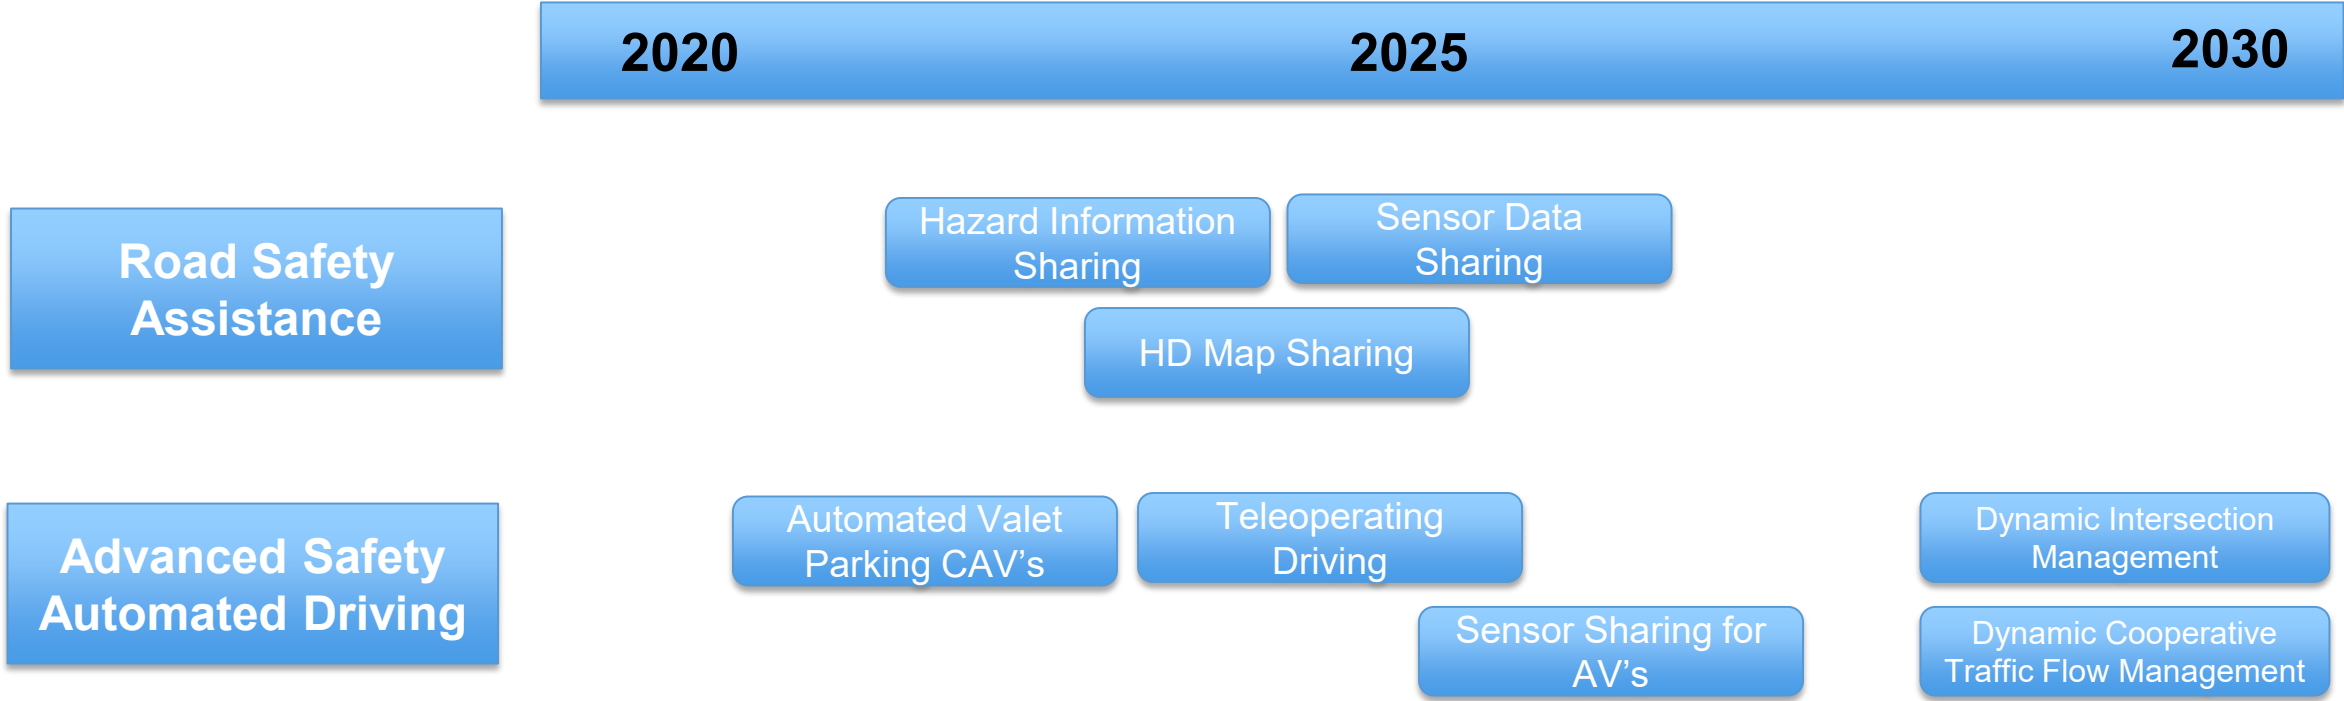 2020
2025
2030
Road Safety
Assistance
Hazard Information
Sharing
Sensor Data
Sharing
HD Map Sharing
Advanced Safety
Automated Driving
Automated Valet
Parking CAV’s
Teleoperating
Driving
Sensor Sharing for
AV’s
Dynamic Intersection
Management
Dynamic Cooperative
Traffic Flow Management